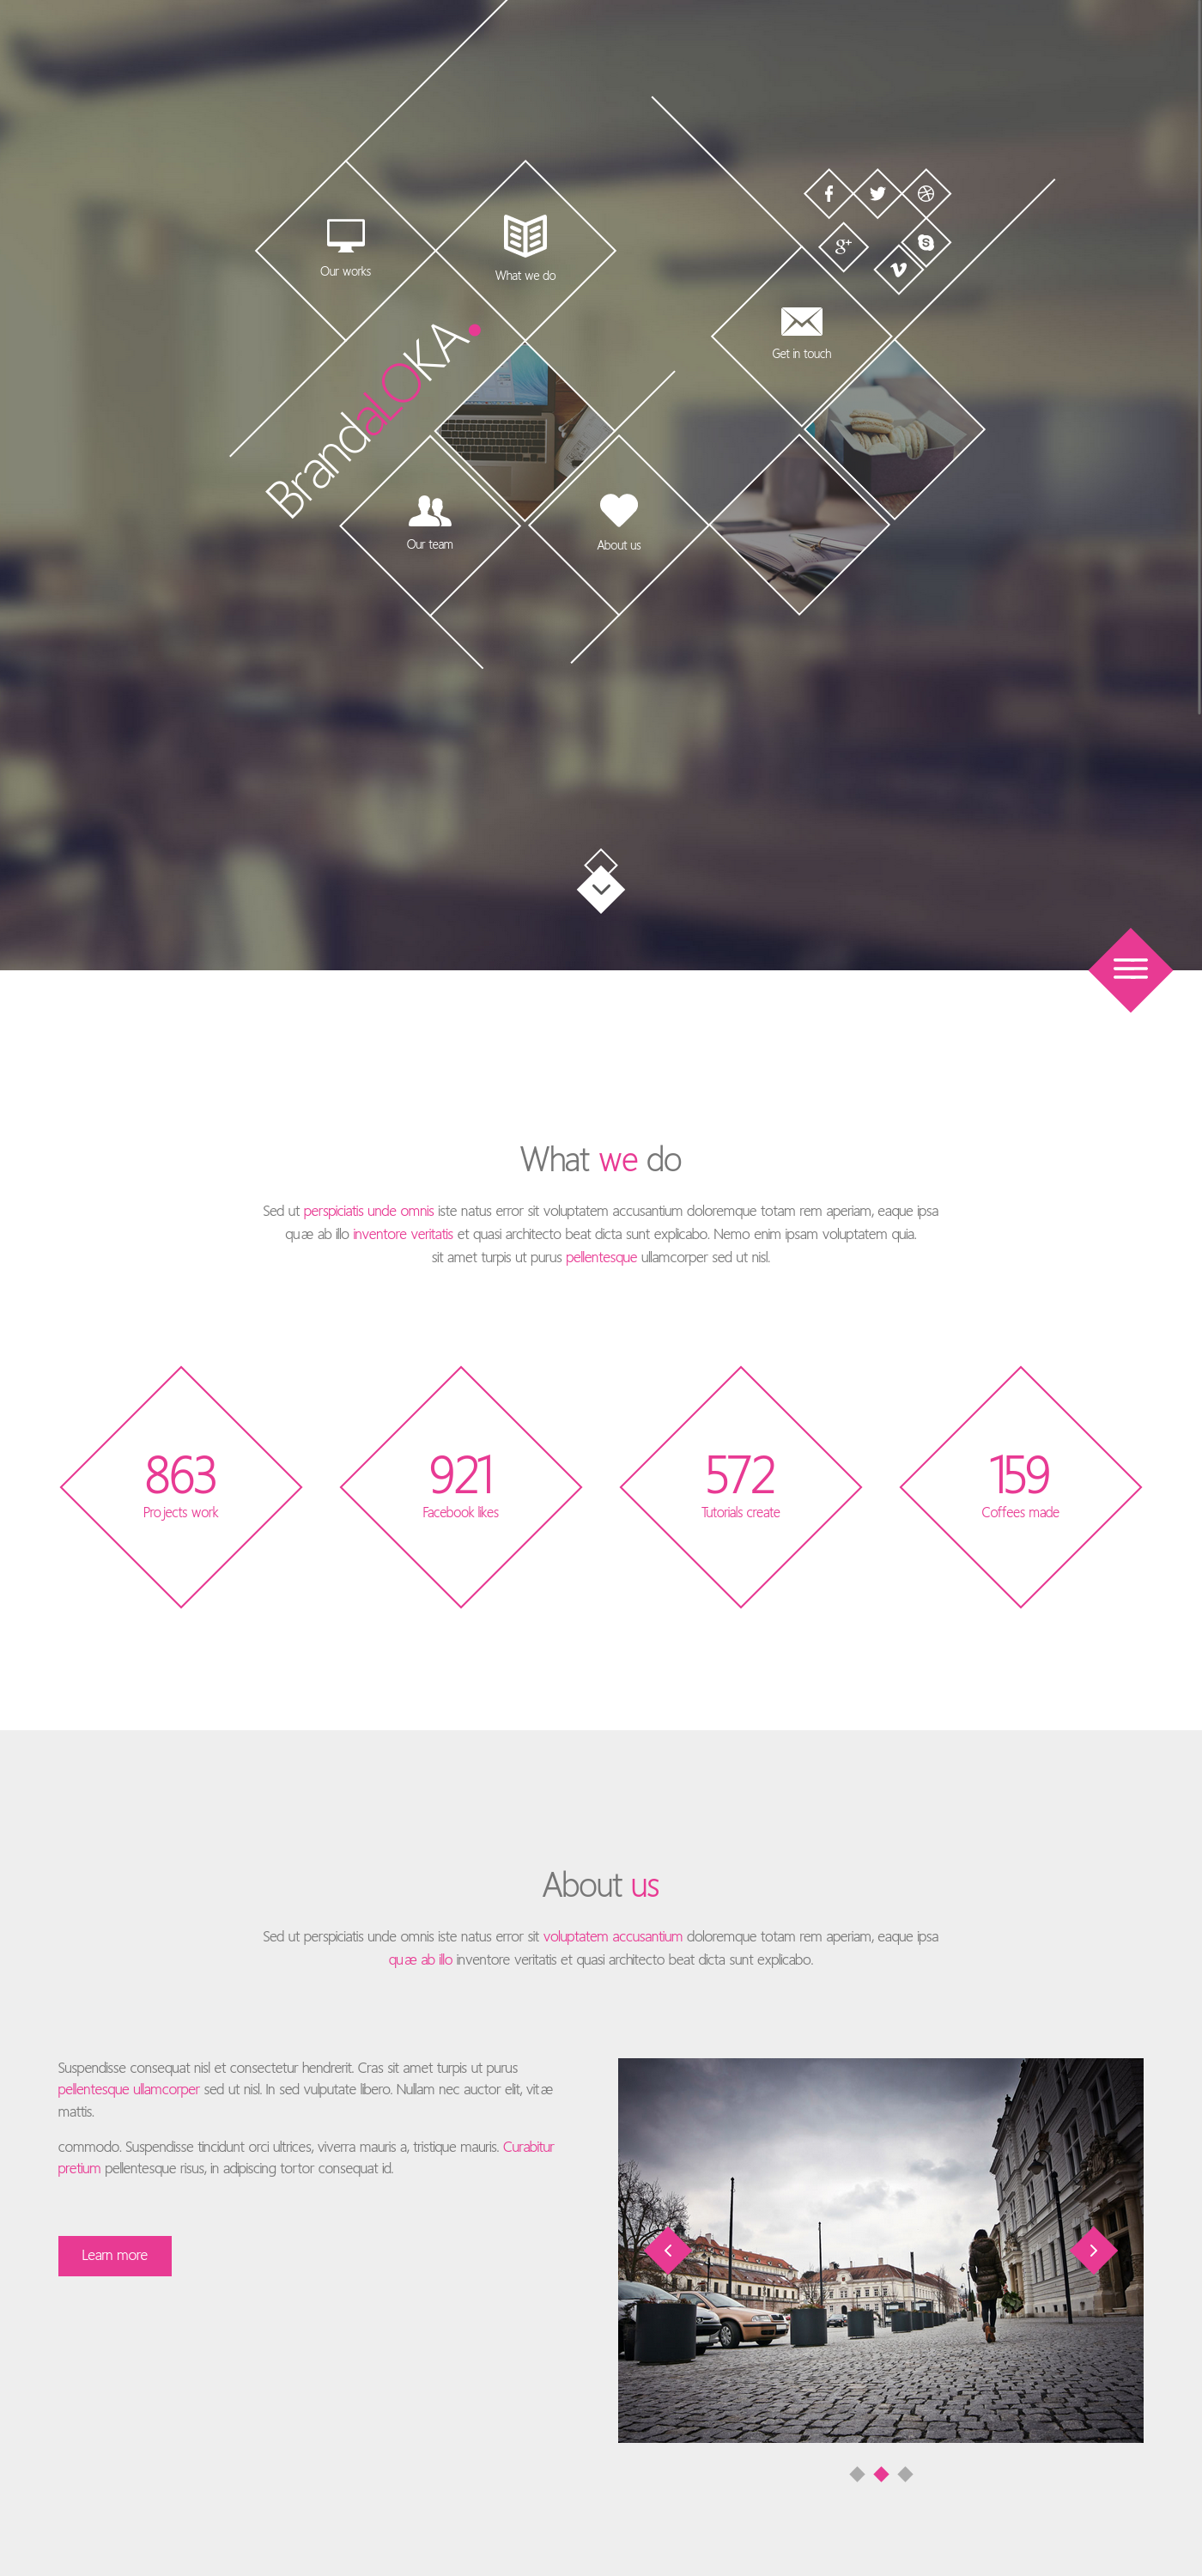 Our works
What we do
Get in touch
BrandaLOKA.
Our team
About us
What we do
Sed ut perspiciatis unde omnis iste natus error sit voluptatem accusantium doloremque totam rem aperiam, eaque ipsa
quæ ab illo inventore veritatis et quasi architecto beat dicta sunt explicabo. Nemo enim ipsam voluptatem quia.
sit amet turpis ut purus pellentesque ullamcorper sed ut nisl.
863
Projects work
921
Facebook likes
572
Tutorials create
159
Coffees made
About us
Sed ut perspiciatis unde omnis iste natus error sit voluptatem accusantium doloremque totam rem aperiam, eaque ipsa
quæ ab illo inventore veritatis et quasi architecto beat dicta sunt explicabo.
Suspendisse consequat nisl et consectetur hendrerit. Cras sit amet turpis ut purus
pellentesque ullamcorper sed ut nisl. In sed vulputate libero. Nullam nec auctor elit, vitæ
mattis.
commodo. Suspendisse tincidunt orci ultrices, viverra mauris a, tristique mauris. Curabitur
pretium pellentesque risus, in adipiscing tortor consequat id.
Learn more